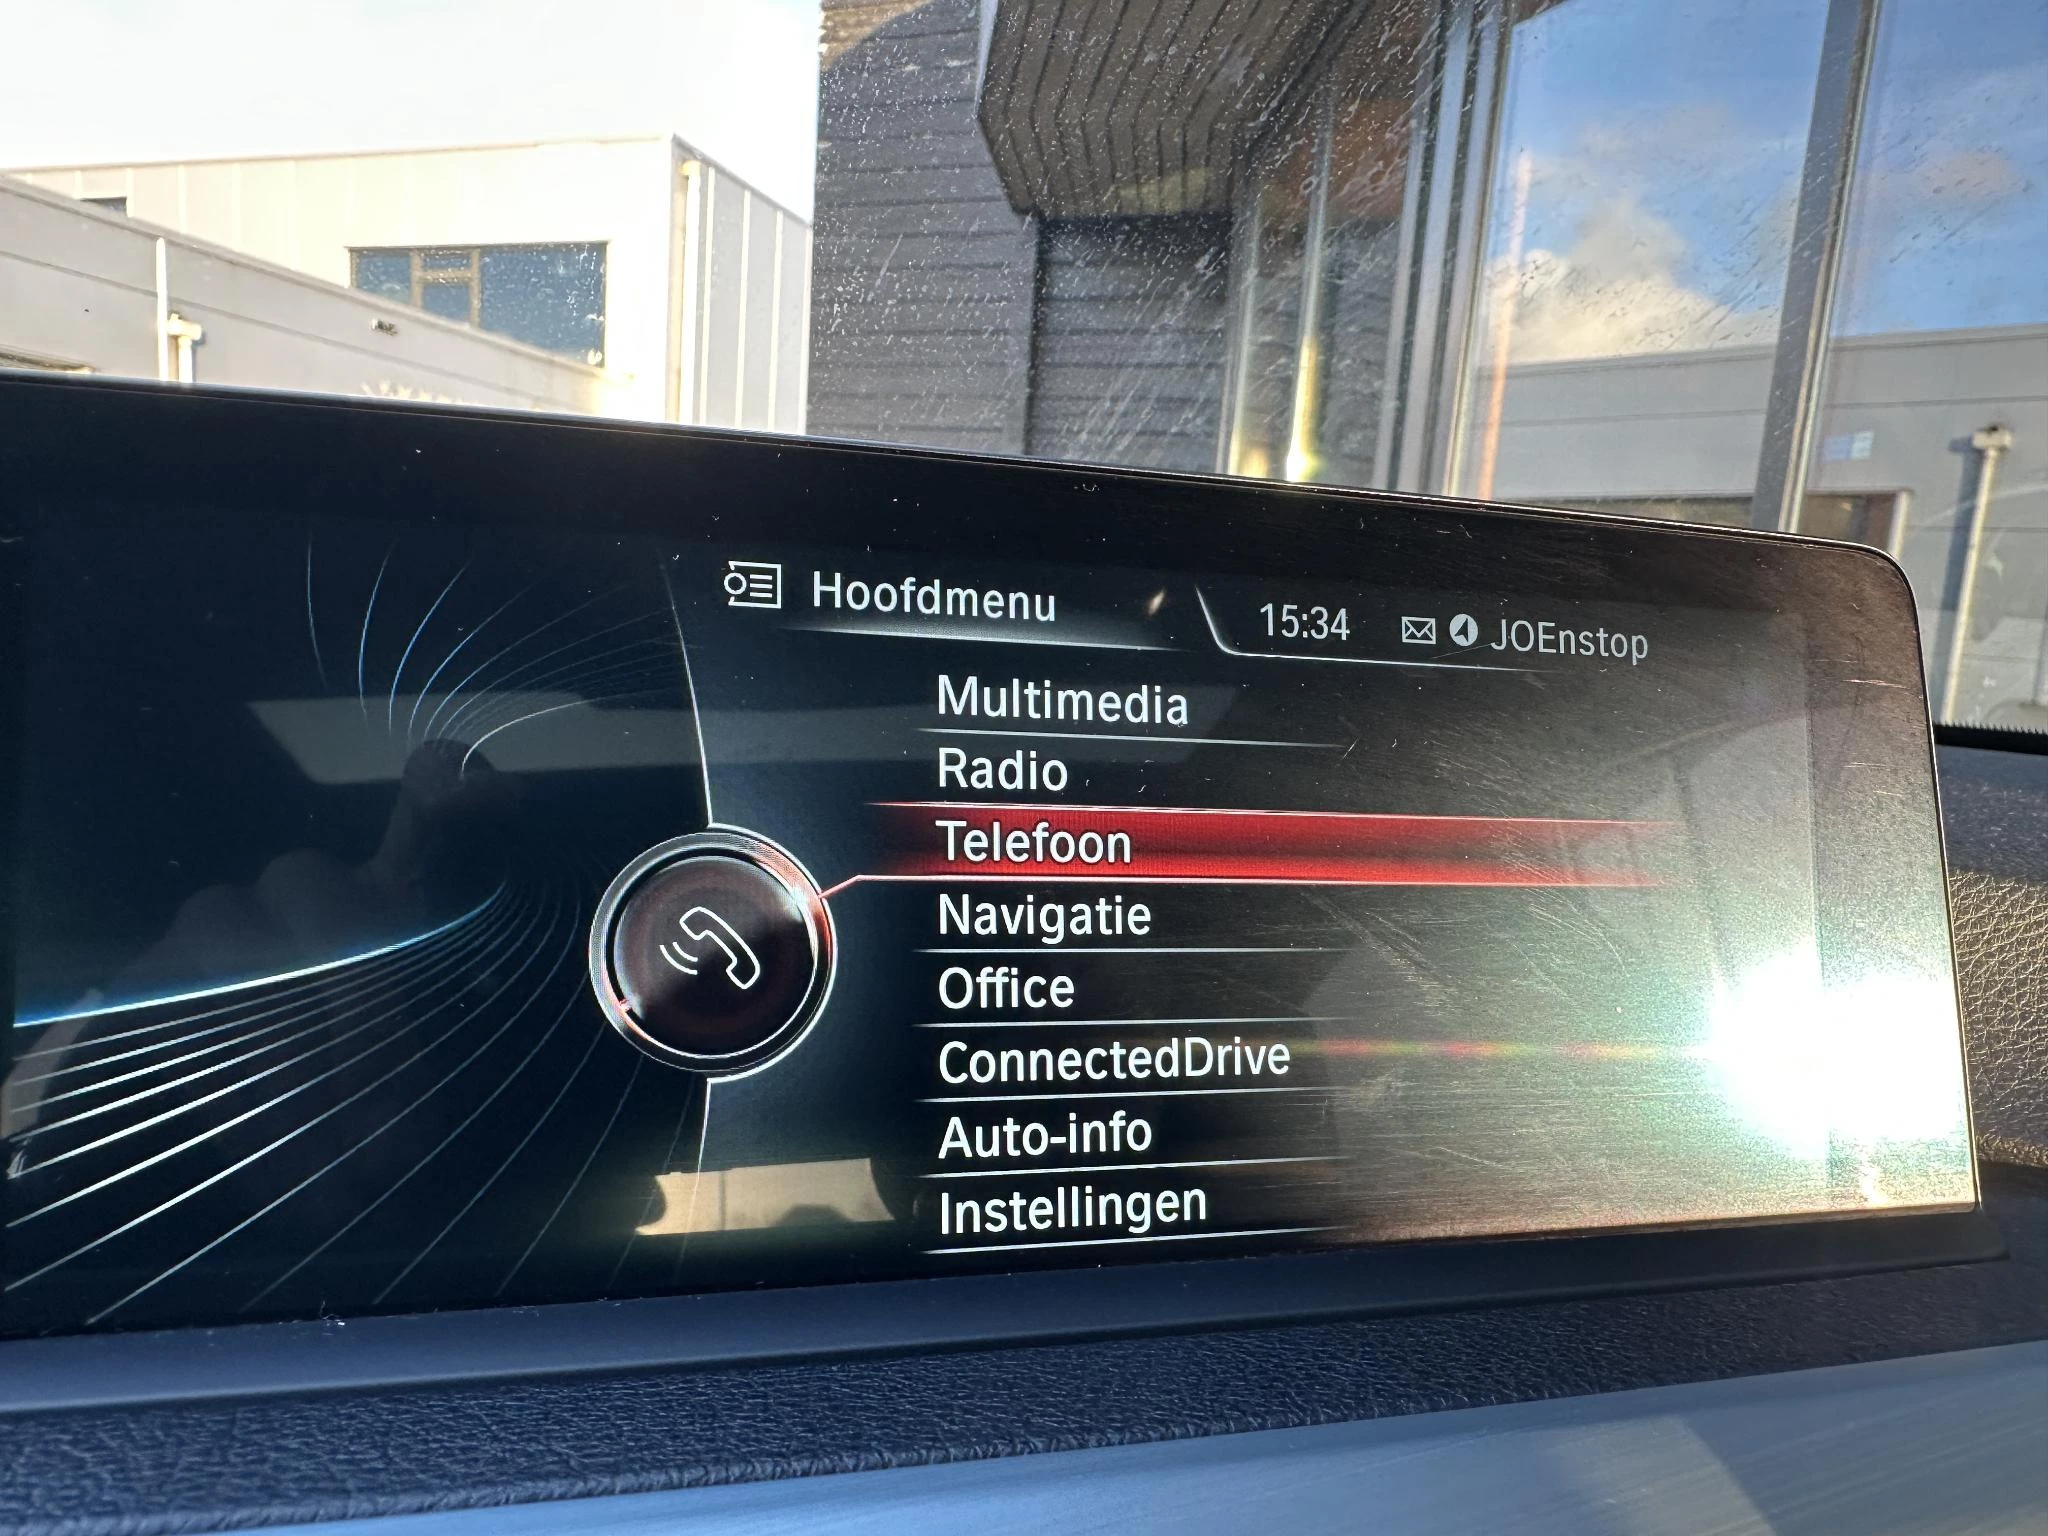 Hoofdmenu
15:34 JOEnstop
Multimedia
Radio
Telefoon
Navigatie
Office
ConnectedDrive
Auto-info
Instellingen